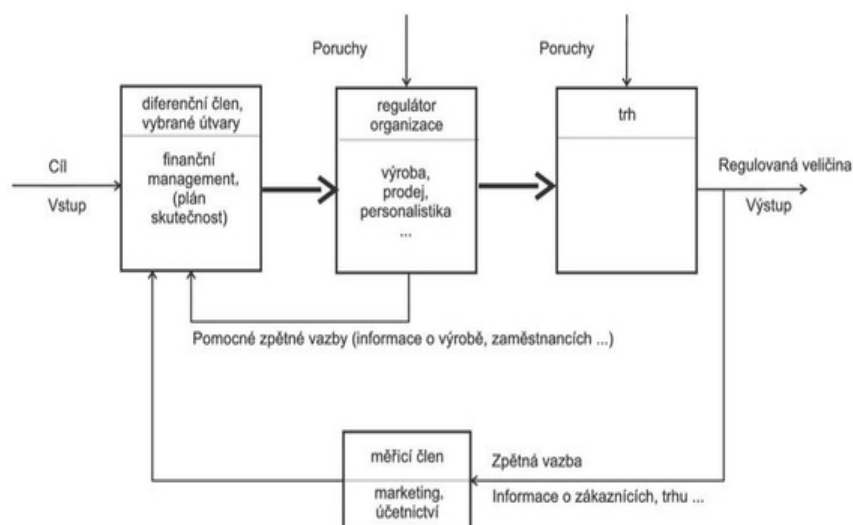 Poruchy
Poruchy
diferenční člen,
vybrané útvary
finanční
management,
(plán
skutečnost)
regulátor
organizace
výroba,
prodej,
personalistika
...
trh
Cíl
Vstup
Regulovaná veličina
Výstup
Pomocné zpětné vazby (informace o výrobě, zaměstnancích ...)
měřicí člen
marketing,
účetnictví
Zpětná vazba
Informace o zákaznících, trhu ...